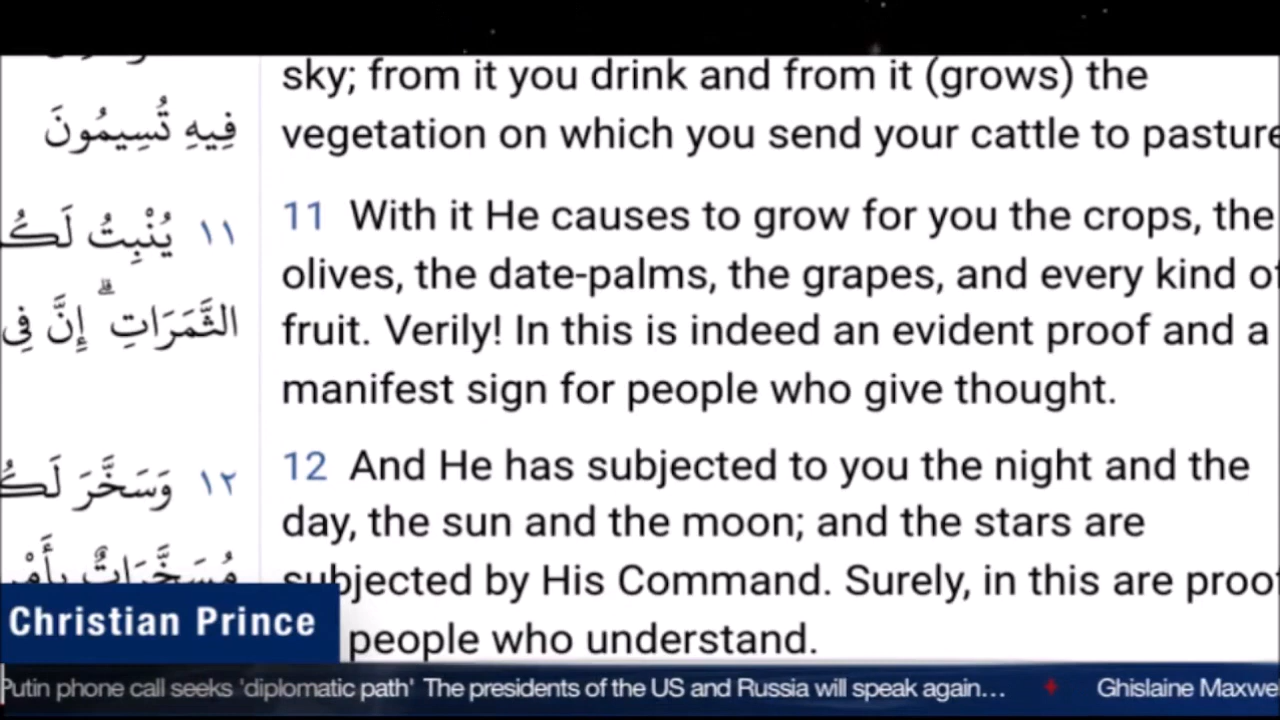 sky; from it you drink and from it (grows) the
فِيهِ تُسِيمُونَ
vegetation on which you send your cattle to pasture
١١ يُنْبِتُ لَكُ
11 With it He causes to grow for you the crops, the
olives, the date-palms, the grapes, and every kind of
الثَّمَرَاتِ ۗ إِنَّ فِي
fruit. Verily! In this is indeed an evident proof and a
manifest sign for people who give thought.
١٢ وَسَخَّرَ لَكُ
12 And He has subjected to you the night and the
day, the sun and the moon; and the stars are
مُسَخَّرَاتٌ بِأَمْرِ
subjected by His Command. Surely, in this are proof
people who understand.
Christian Prince
Putin phone call seeks 'diplomatic path' The presidents of the US and Russia will speak again... Ghislaine Maxwe